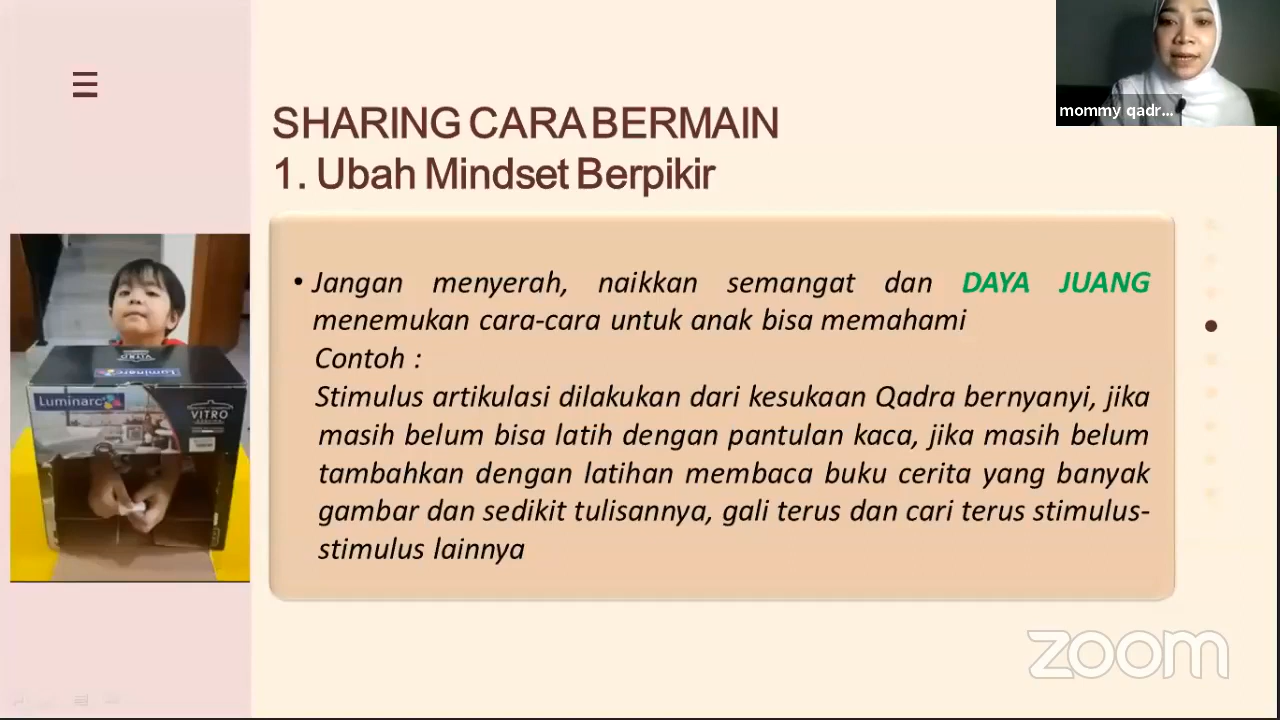 mommy qadr...
SHARING CARA BERMAIN
1. Ubah Mindset Berpikir
• Jangan menyerah, naikkan semangat dan DAYA JUANG
menemukan cara-cara untuk anak bisa memahami
Contoh :
Stimulus artikulasi dilakukan dari kesukaan Qadra bernyanyi, jika
masih belum bisa latih dengan pantulan kaca, jika masih belum
tambahkan dengan latihan membaca buku cerita yang banyak
gambar dan sedikit tulisannya, gali terus dan cari terus stimulus-
stimulus lainnya
VITRO
Luminarc
Luminarc
VITRO
zoom